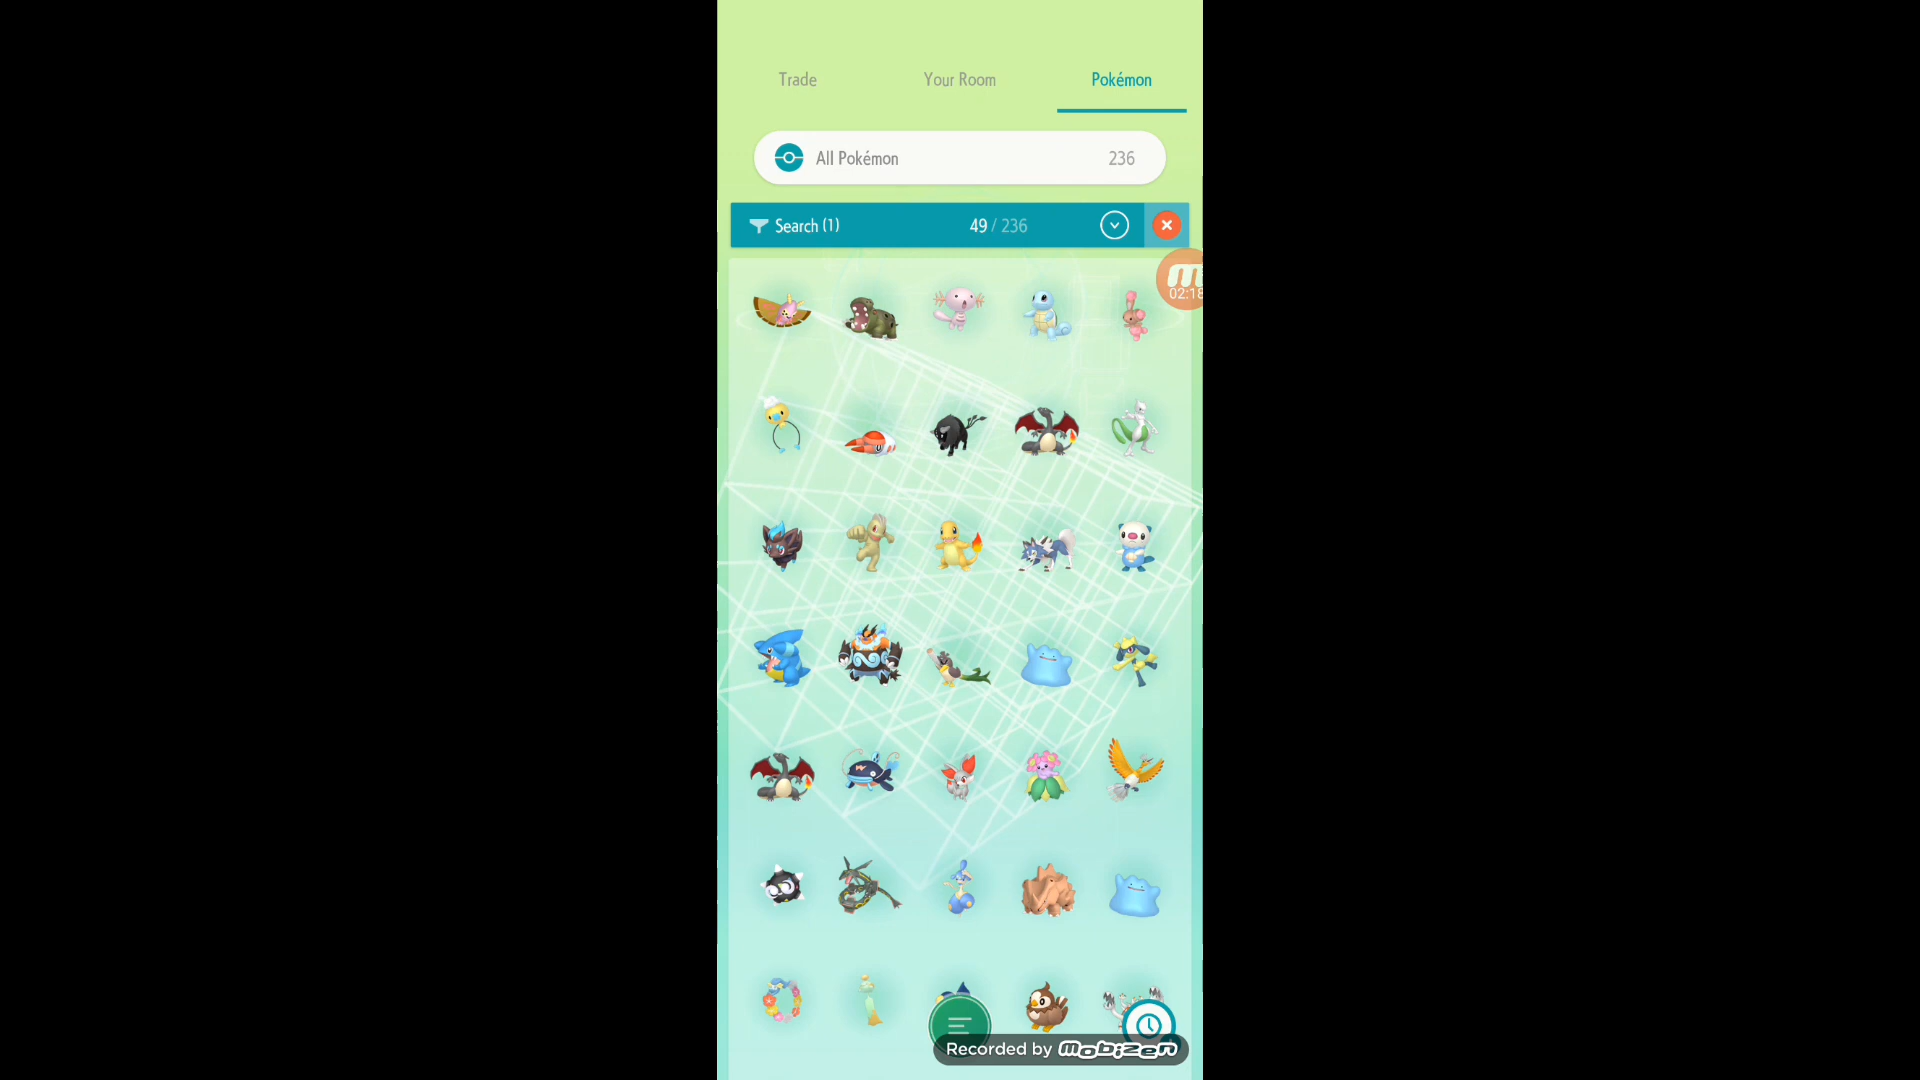 Trade Your Room Pokémon
All Pokémon 236
Search (1) 49 / 236
02:18
Recorded by mobizen